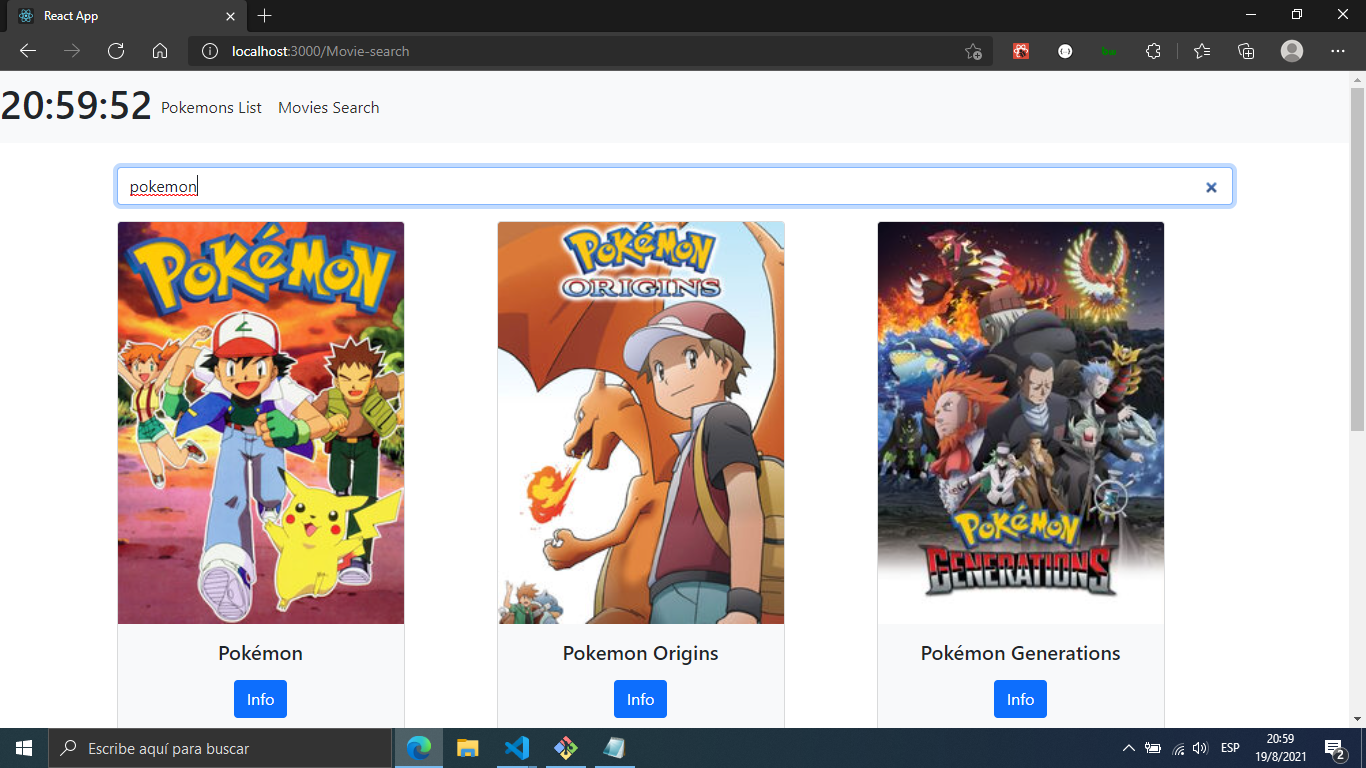 React App
localhost:3000/Movie-search
20:59:52 Pokemons List Movies Search
pokemon
POKéMON
POKéMON
ORIGINS
POKéMON
GENERATIONS
Pokémon
Pokemon Origins
Pokémon Generations
Info
Info
Info
Escribe aquí para buscar
ESP
20:59
19/8/2021
2